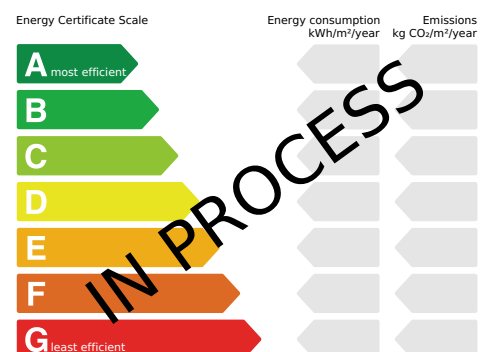 Energy Certificate Scale
Energy consumption
kWh/m²/year
Emissions
kg CO₂/m²/year
A most efficient
B
C
D
E
F
G least efficient
IN PROCESS